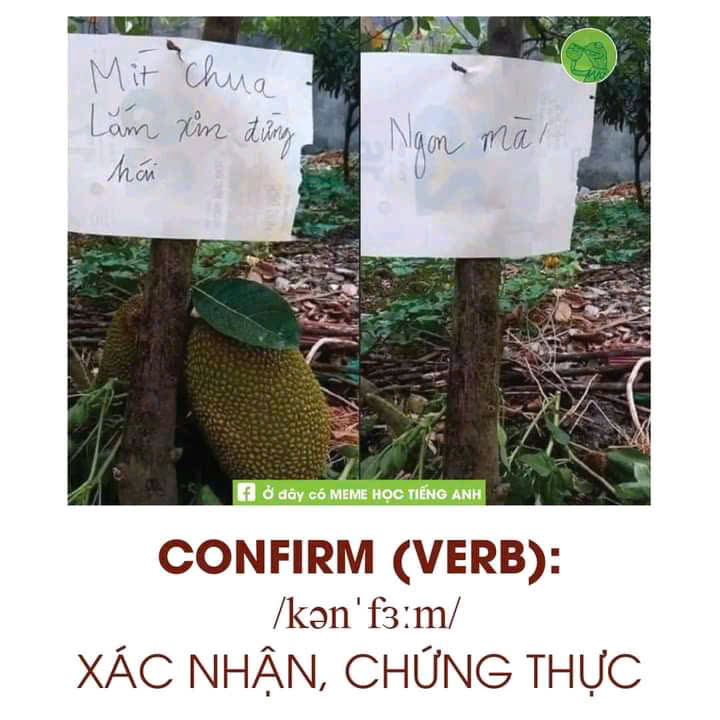 Mít chua
Lắm xin đừng
hái
Ngon mà!
Ở đây có MEME HỌC TIẾNG ANH
CONFIRM (VERB):
/kənˈfɜːm/
XÁC NHẬN, CHỨNG THỰC